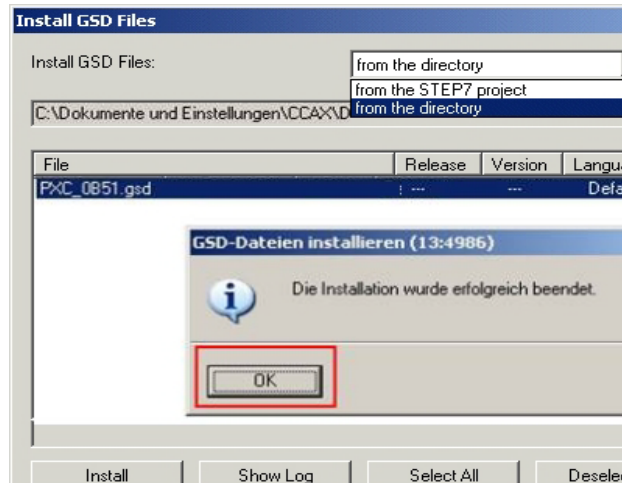 Install GSD Files
Install GSD Files:
from the directory
from the STEP7 project
from the directory
C:\Dokumente und Einstellungen\CCAX\D
File Release Version Langu
PXC_0B51.gsd --- --- Defa
GSD-Dateien installieren (13:4986)
Die Installation wurde erfolgreich beendet.
OK
Install Show Log Select All Desele